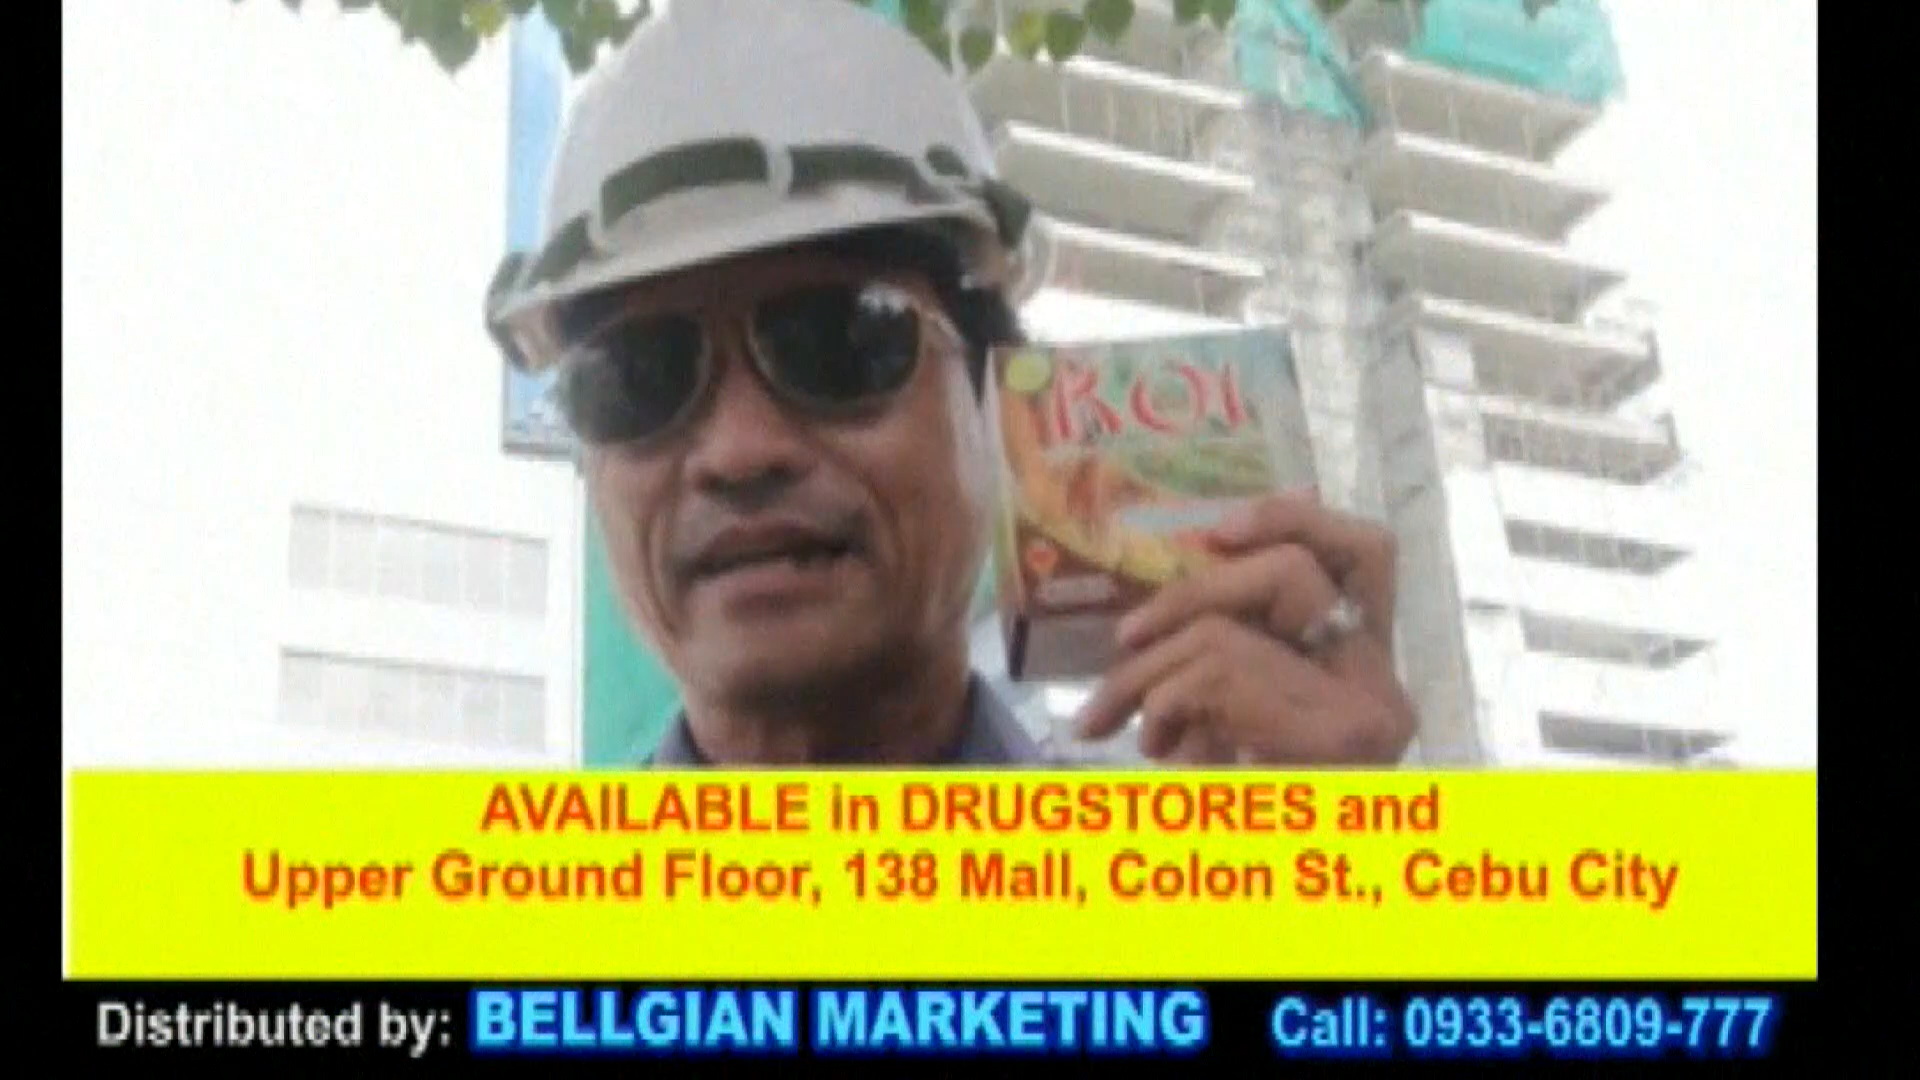 ROI
AVAILABLE in DRUGSTORES and
Upper Ground Floor, 138 Mall, Colon St., Cebu City
Distributed by: BELLGIAN MARKETING Call: 0933-6809-777